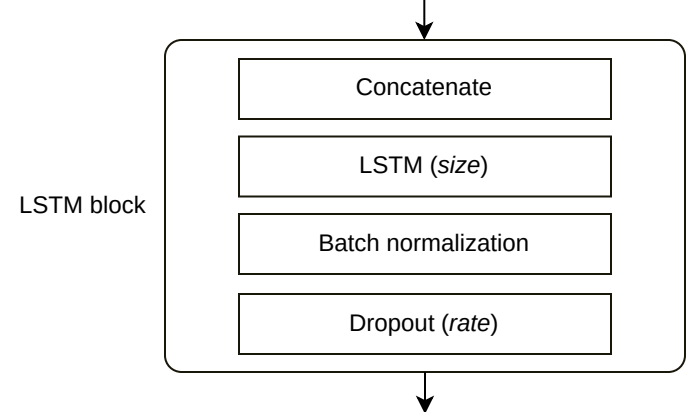 Concatenate
LSTM (size)
LSTM block
Batch normalization
Dropout (rate)